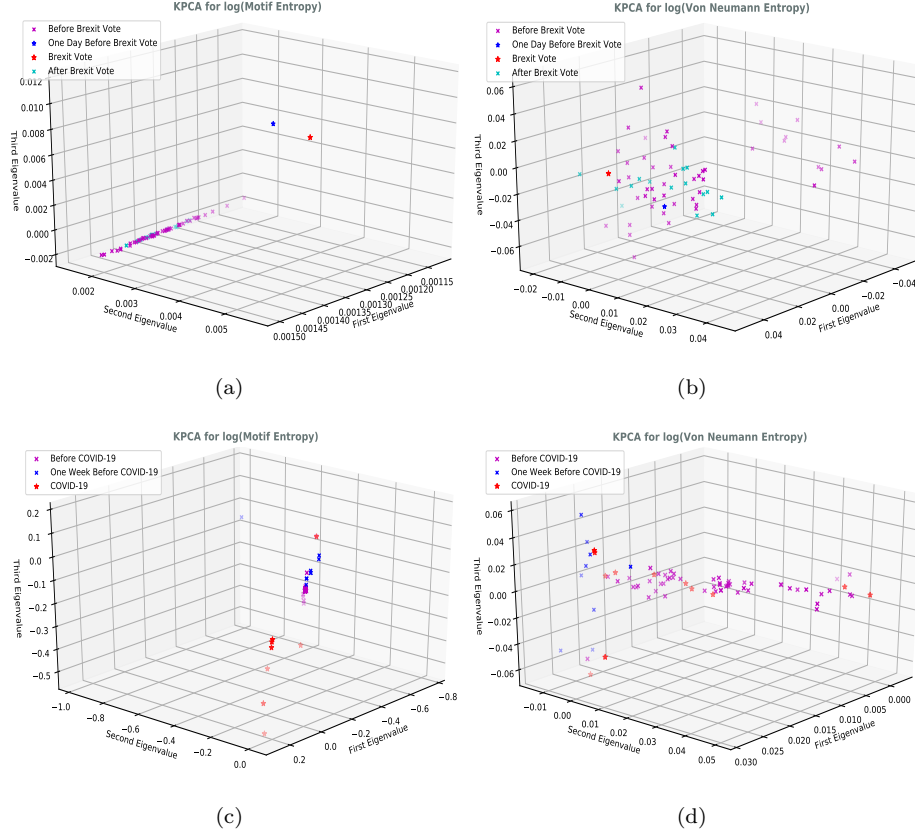 KPCA for log(Motif Entropy)
Before Brexit Vote
One Day Before Brexit Vote
Brexit Vote
After Brexit Vote
0.012
0.010
0.008
0.006
0.004
0.002
0.000
−0.002
Third Eigenvalue
0.002
0.003
0.004
0.005
Second Eigenvalue
0.00150
0.00145
0.00140
0.00135
0.00130
0.00125
0.00120
0.00115
First Eigenvalue
(a)
KPCA for log(Von Neumann Entropy)
Before Brexit Vote
One Day Before Brexit Vote
Brexit Vote
After Brexit Vote
0.06
0.04
0.02
0.00
−0.02
−0.04
−0.06
Third Eigenvalue
−0.02
−0.01
0.00
0.01
0.02
0.03
0.04
Second Eigenvalue
0.04
0.02
0.00
−0.02
−0.04
First Eigenvalue
(b)
KPCA for log(Motif Entropy)
Before COVID-19
One Week Before COVID-19
COVID-19
0.2
0.1
0.0
−0.1
−0.2
−0.3
−0.4
−0.5
Third Eigenvalue
−1.0
−0.8
−0.6
−0.4
−0.2
0.0
Second Eigenvalue
0.2
0.0
−0.2
−0.4
−0.6
−0.8
First Eigenvalue
(c)
KPCA for log(Von Neumann Entropy)
Before COVID-19
One Week Before COVID-19
COVID-19
0.06
0.04
0.02
0.00
−0.02
−0.04
−0.06
Third Eigenvalue
−0.01
0.00
0.01
0.02
0.03
0.04
0.05
Second Eigenvalue
0.030
0.025
0.020
0.015
0.010
0.005
0.000
First Eigenvalue
(d)